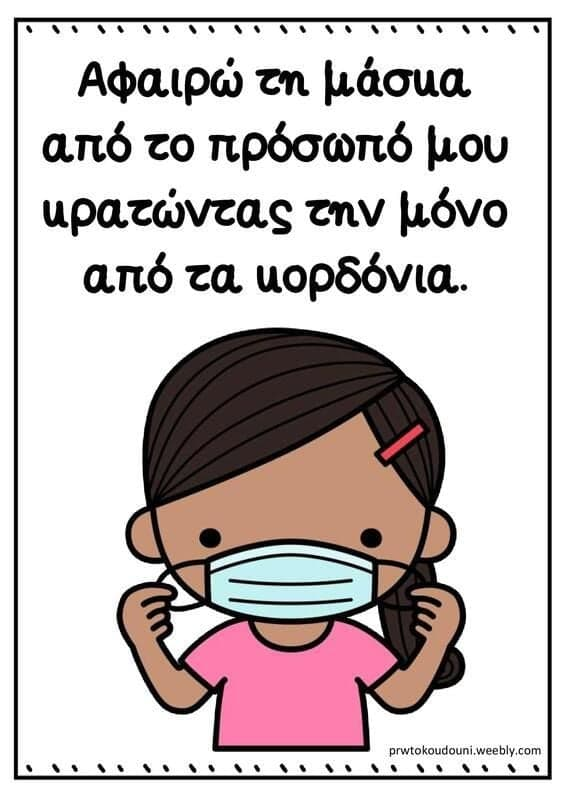 Αφαιρώ τη μάσκα
από το πρόσωπό μου
κρατώντας την μόνο
από τα κορδόνια.
prwtokoudouni.weebly.com